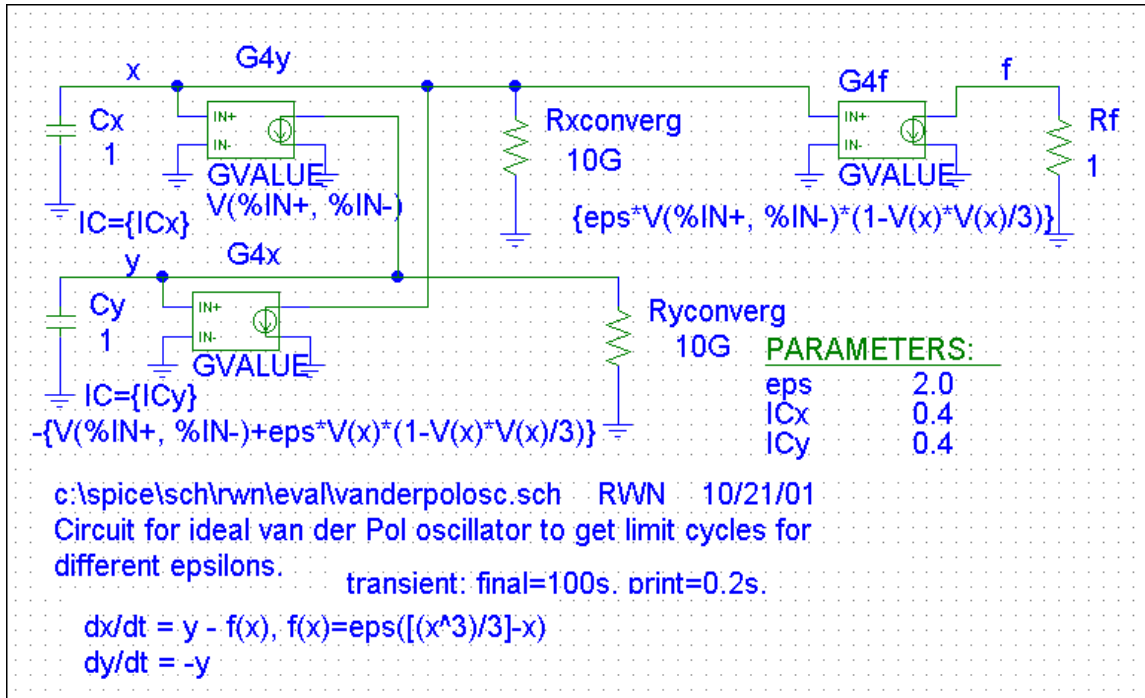 G4y
x
G4f
f
IN+
IN-
Cx
1
Rxconverg
10G
IN+
IN-
Rf
1
GVALUE
V(%IN+, %IN-)
GVALUE
{eps*V(%IN+, %IN-)*(1-V(x)*V(x)/3)}
IC={ICx}
G4x
y
IN+
IN-
Cy
1
Ryconverg
10G
GVALUE
IC={ICy}
-{V(%IN+, %IN-)+eps*V(x)*(1-V(x)*V(x)/3)}
PARAMETERS:
eps 2.0
ICx 0.4
ICy 0.4
c:\spice\sch\rwn\eval\vanderpolosc.sch RWN 10/21/01
Circuit for ideal van der Pol oscillator to get limit cycles for
different epsilons.
transient: final=100s, print=0.2s.
dx/dt = y - f(x), f(x)=eps([(x^3)/3]-x)
dy/dt = -y